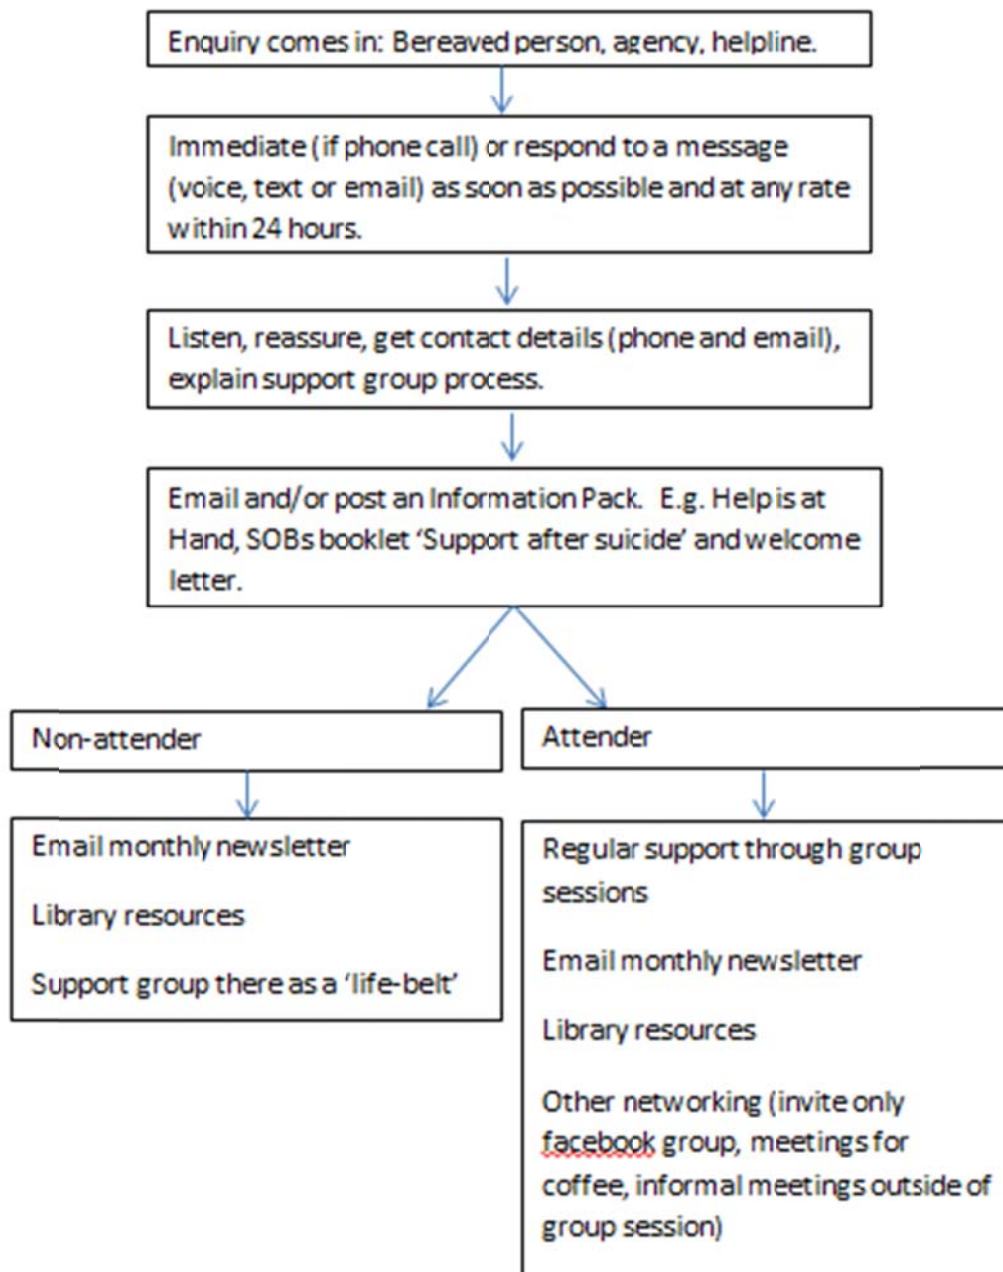 Enquiry comes in: Bereaved person, agency, helpline.
Immediate (if phone call) or respond to a message
(voice, text or email) as soon as possible and at any rate
within 24 hours.
Listen, reassure, get contact details (phone and email),
explain support group process.
Email and/or post an Information Pack. E.g. Help is at
Hand, SOBs booklet ‘Support after suicide’ and welcome
letter.
Non-attender
Email monthly newsletter
Library resources
Support group there as a ‘life-belt’
Attender
Regular support through group
sessions
Email monthly newsletter
Library resources
Other networking (invite only
facebook group, meetings for
coffee, informal meetings outside of
group session)